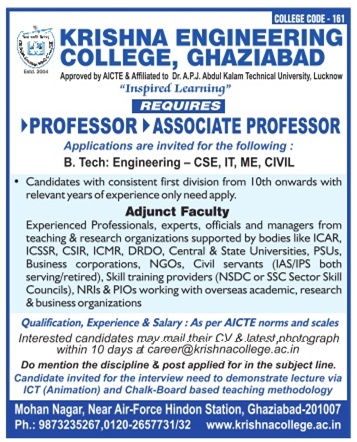 COLLEGE CODE - 161
KRISHNA ENGINEERING
COLLEGE, GHAZIABAD
Estd. 2004
Approved by AICTE & Affiliated to Dr. A.P.J. Abdul Kalam Technical University, Lucknow
"Inspired Learning"
REQUIRES
PROFESSOR ASSOCIATE PROFESSOR
Applications are invited for the following :
B. Tech: Engineering – CSE, IT, ME, CIVIL
• Candidates with consistent first division from 10th onwards with
relevant years of experience only need apply.
Adjunct Faculty
Experienced Professionals, experts, officials and managers from
teaching & research organizations supported by bodies like ICAR,
ICSSR, CSIR, ICMR, DRDO, Central & State Universities, PSUs,
Business corporations, NGOs, Civil servants (IAS/IPS both
serving/retired), Skill training providers (NSDC or SSC Sector Skill
Councils), NRIs & PIOs working with overseas academic, research
& business organizations
Qualification, Experience & Salary : As per AICTE norms and scales
Interested candidates may mail their CV & latest photograph
within 10 days at career@krishnacollege.ac.in
Do mention the discipline & post applied for in the subject line.
Candidate invited for the interview need to demonstrate lecture via
ICT (Animation) and Chalk-Board based teaching methodology
Mohan Nagar, Near Air-Force Hindon Station, Ghaziabad-201007
Ph.: 9873235267,0120-2657731/32 www.krishnacollege.ac.in